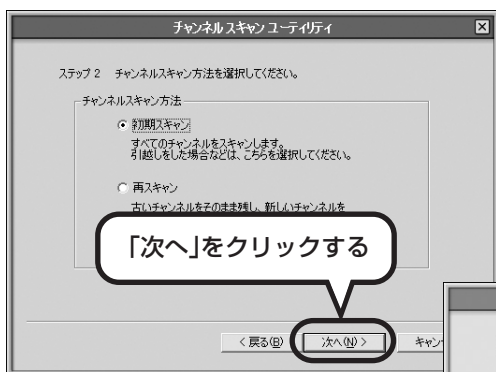 チャンネル スキャン ユーティリティ
ステップ 2　チャンネルスキャン方法を選択してください。
チャンネルスキャン方法
初期スキャン
すべてのチャンネルをスキャンします。
引越しをした場合などは、こちらを選択してください。
再スキャン
古いチャンネルをそのまま残し、新しいチャンネルを
「次へ」をクリックする
< 戻る(B)　次へ(N) >　キャン